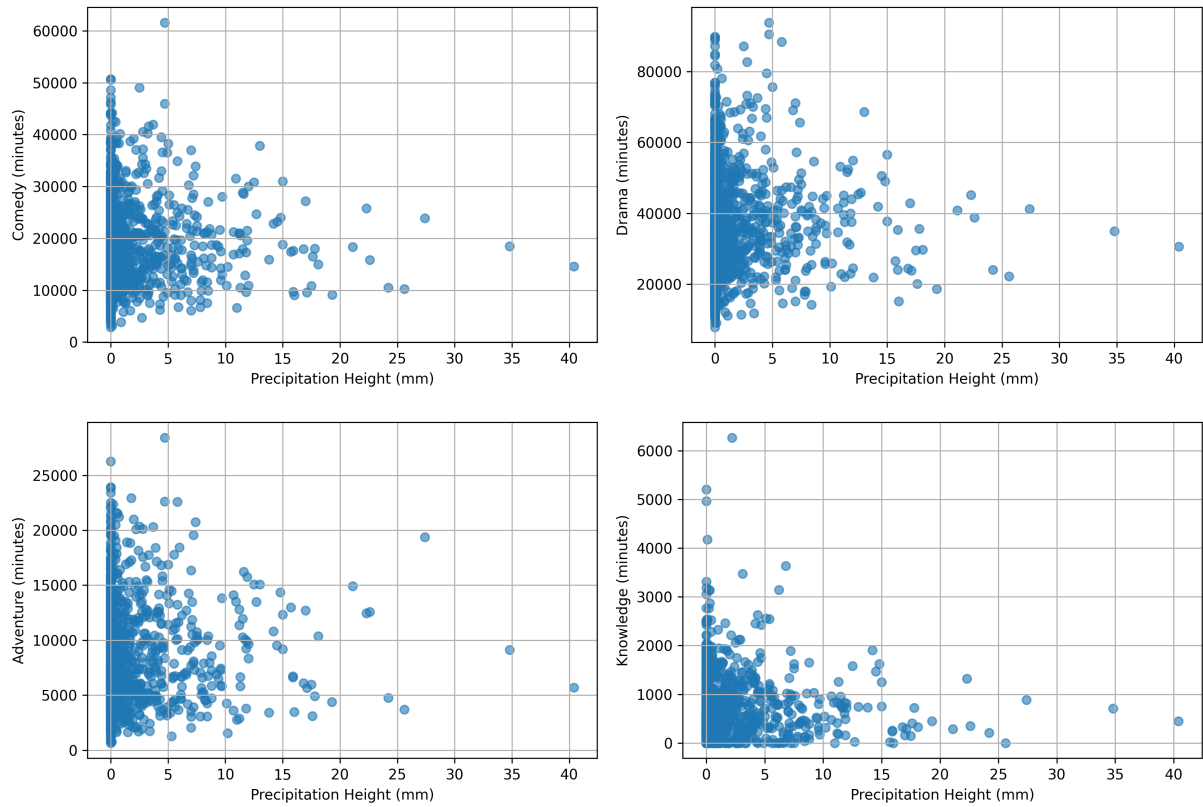 60000
50000
40000
30000
20000
10000
0
Comedy (minutes)
0 5 10 15 20 25 30 35 40
Precipitation Height (mm)
80000
60000
40000
20000
Drama (minutes)
0 5 10 15 20 25 30 35 40
Precipitation Height (mm)
25000
20000
15000
10000
5000
0
Adventure (minutes)
0 5 10 15 20 25 30 35 40
Precipitation Height (mm)
6000
5000
4000
3000
2000
1000
0
Knowledge (minutes)
0 5 10 15 20 25 30 35 40
Precipitation Height (mm)